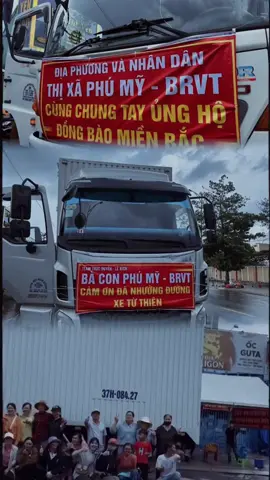 ĐỊA PHƯƠNG VÀ NHÂN DÂN
THỊ XÃ PHÚ MỸ - BRVT
CÙNG CHUNG TAY ỦNG HỘ
ĐỒNG BÀO MIỀN BẮC
BÀ CON PHÚ MỸ - BRVT
CẢM ƠN ĐÃ NHƯỜNG ĐƯỜNG
XE TỪ THIỆN
37H-084.27
ỐC
GUTA